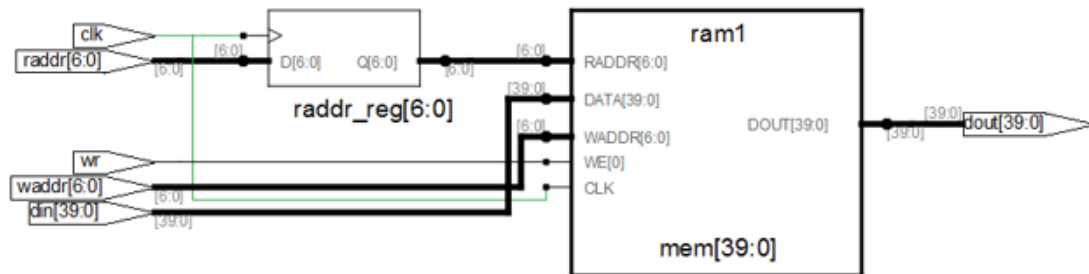 clk
raddr[6:0]
[6:0]
[6:0]
D[6:0]
Q[6:0]
raddr_reg[6:0]
[6:0]
[6:0]
ram1
RADDR[6:0]
[39:0]
DATA[39:0]
[6:0]
WADDR[6:0]
WE[0]
CLK
DOUT[39:0]
mem[39:0]
[39:0]
[39:0]
dout[39:0]
wr
waddr[6:0]
[6:0]
din[39:0]
[39:0]